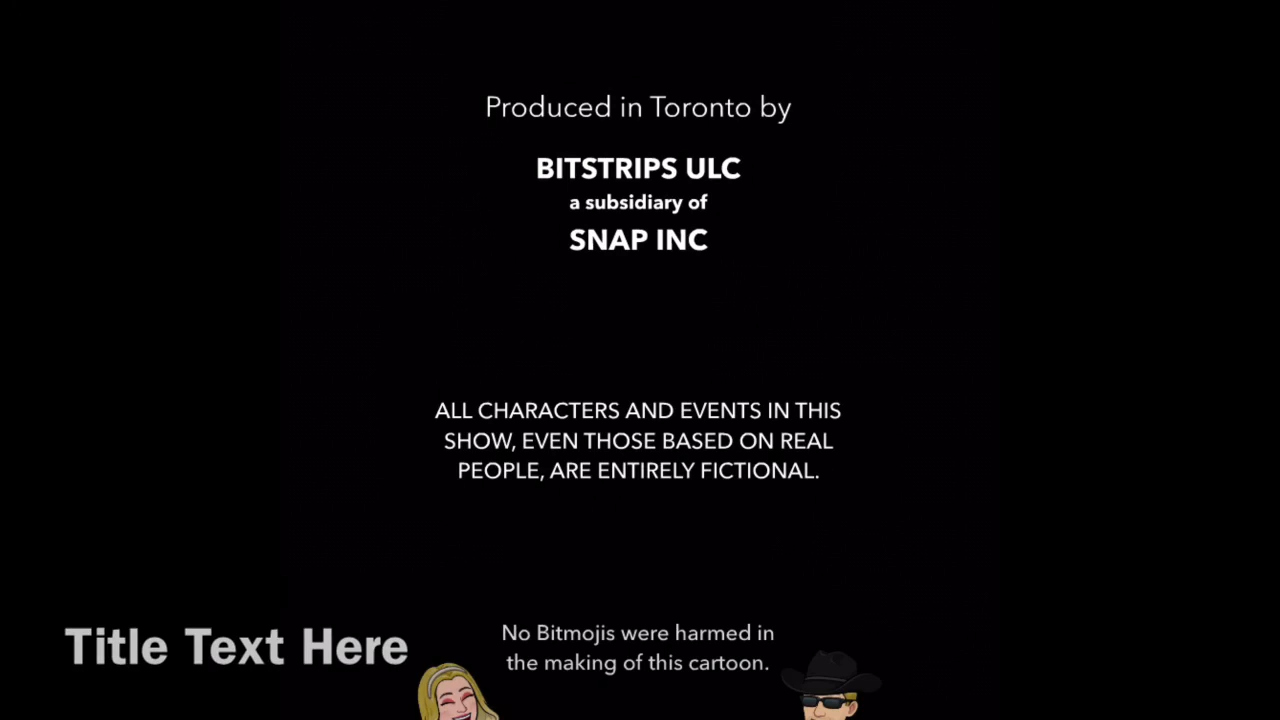 Produced in Toronto by
BITSTRIPS ULC
a subsidiary of
SNAP INC
ALL CHARACTERS AND EVENTS IN THIS
SHOW, EVEN THOSE BASED ON REAL
PEOPLE, ARE ENTIRELY FICTIONAL.
No Bitmojis were harmed in
the making of this cartoon.
Title Text Here